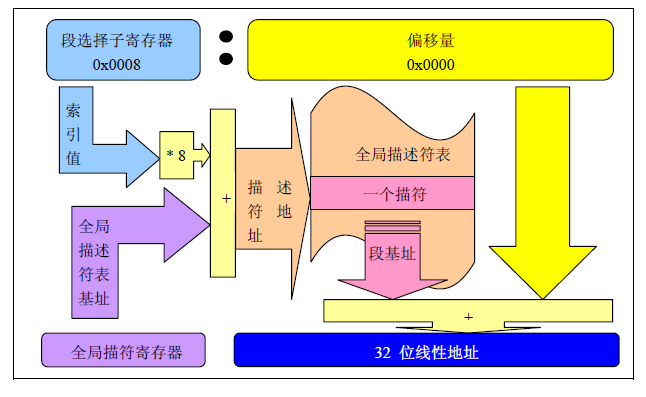 段选择子寄存器
0x0008
:
偏移量
0x0000
索
引
值
* 8
+
全局
描述
符表
基址
描 述
符 地
址
全局描述符表
一个描符
段基址
+
全局描符寄存器
32 位线性地址